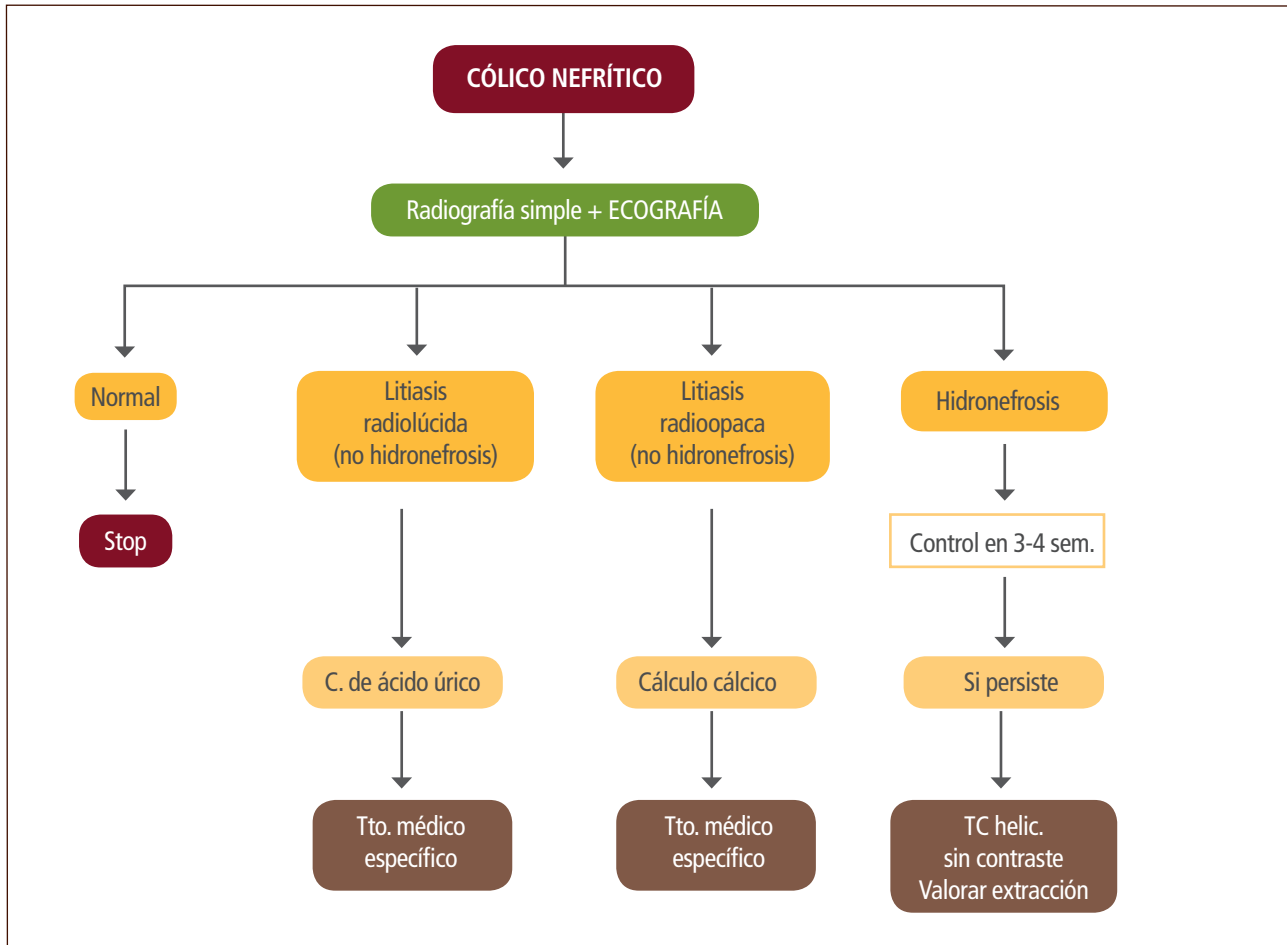 CÓLICO NEFRÍTICO
Radiografía simple + ECOGRAFÍA
Normal
Litiasis
radiolúcida
(no hidronefrosis)
Litiasis
radioopaca
(no hidronefrosis)
Hidronefrosis
Stop
Control en 3-4 sem.
C. de ácido úrico
Cálculo cálcico
Si persiste
Tto. médico
específico
Tto. médico
específico
TC helic.
sin contraste
Valorar extracción